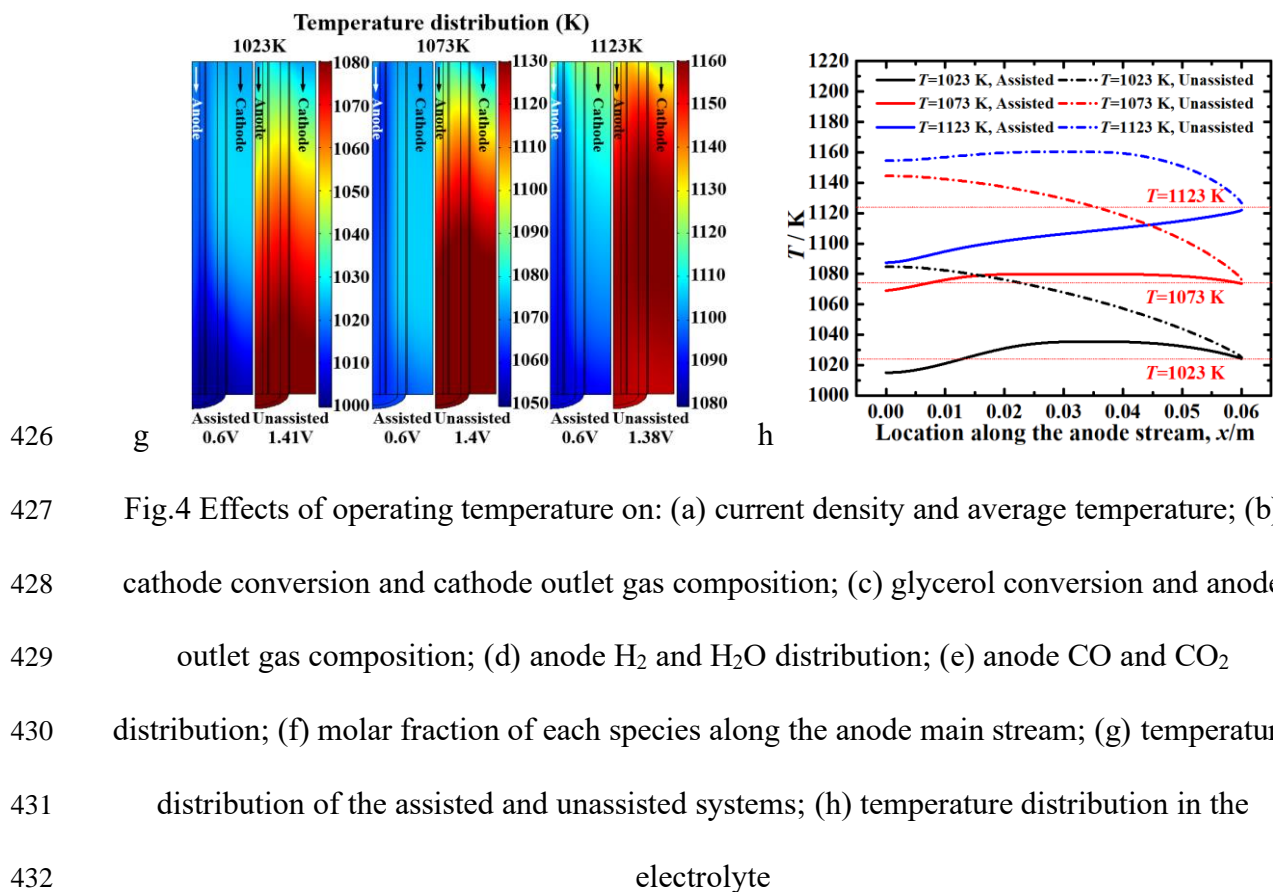 Temperature distribution (K)
1023K 1073K 1123K
Anode Cathode Anode Cathode
Anode Cathode Anode Cathode
Anode Cathode Anode Cathode
1080
1070
1060
1050
1040
1030
1020
1010
1000
1130
1120
1110
1100
1090
1080
1070
1060
1050
1160
1150
1140
1130
1120
1110
1100
1090
1080
Assisted Unassisted Assisted Unassisted Assisted Unassisted
0.6V 1.41V 0.6V 1.4V 0.6V 1.38V
T=1023 K, Assisted T=1023 K, Unassisted
T=1073 K, Assisted T=1073 K, Unassisted
T=1123 K, Assisted T=1123 K, Unassisted
1220
1200
1180
1160
1140
1120
1100
1080
1060
1040
1020
1000
T / K
T=1123 K
T=1073 K
T=1023 K
0.00 0.01 0.02 0.03 0.04 0.05 0.06
Location along the anode stream, x/m
426 g h
427 Fig.4 Effects of operating temperature on: (a) current density and average temperature; (b)
428 cathode conversion and cathode outlet gas composition; (c) glycerol conversion and anode
429 outlet gas composition; (d) anode H₂ and H₂O distribution; (e) anode CO and CO₂
430 distribution; (f) molar fraction of each species along the anode main stream; (g) temperatur
431 distribution of the assisted and unassisted systems; (h) temperature distribution in the
432 electrolyte